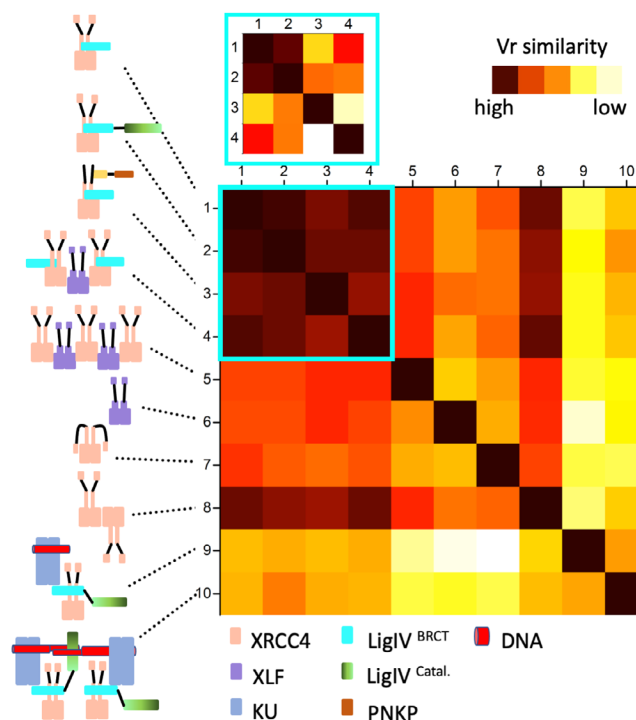 1 2 3 4
1
2
3
4
Vr similarity
high low
1 2 3 4 5 6 7 8 9 10
1
2
3
4
5
6
7
8
9
10
XRCC4 LigIV BRCT DNA
XLF LigIV Catal.
KU PNKP